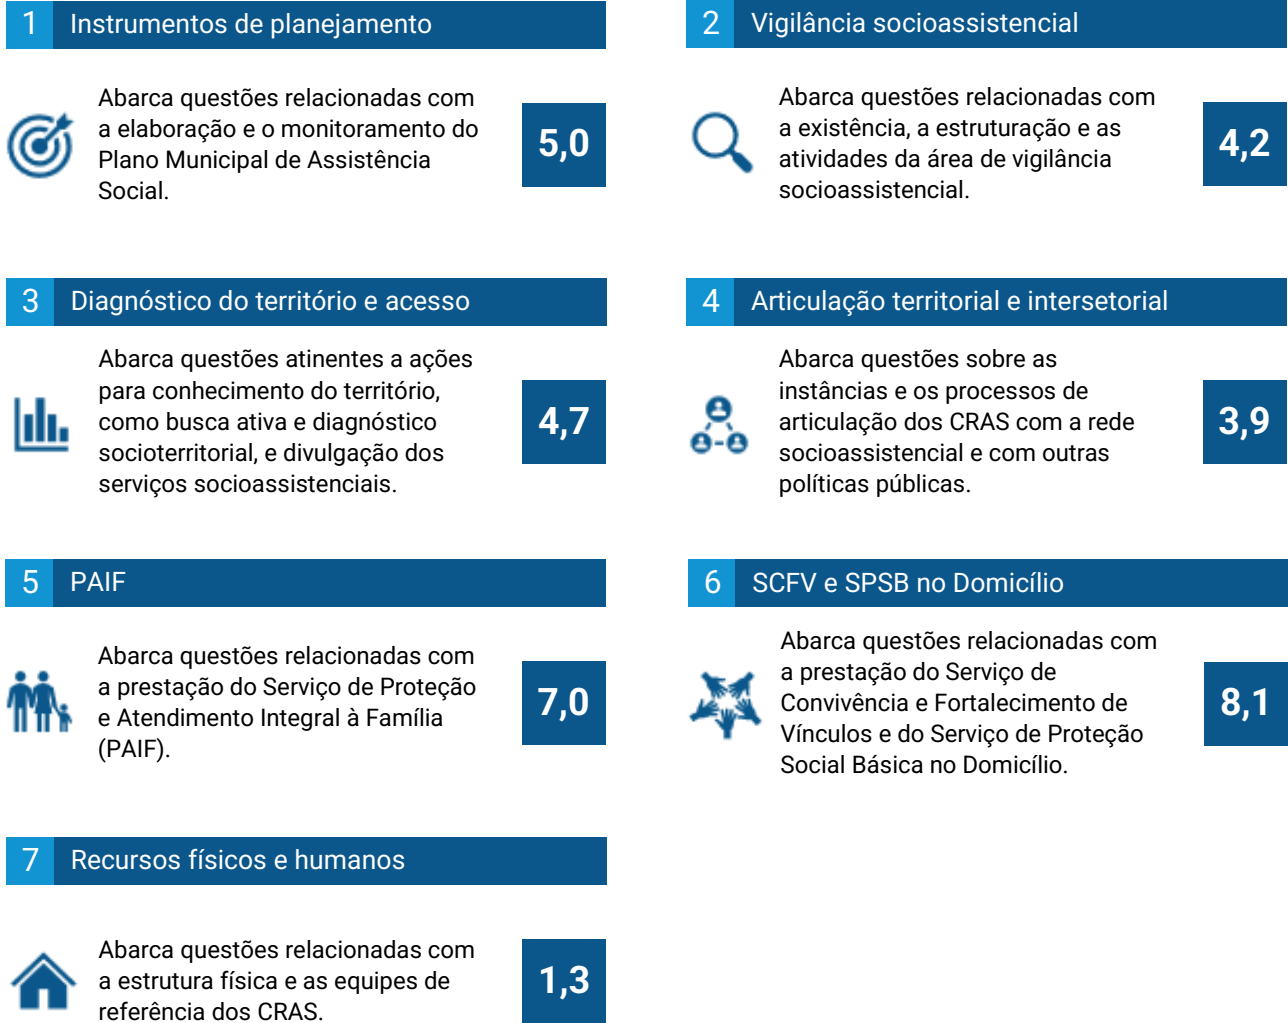 1 Instrumentos de planejamento
Abarca questões relacionadas com
a elaboração e o monitoramento do
Plano Municipal de Assistência
Social.
5,0
2 Vigilância socioassistencial
Abarca questões relacionadas com
a existência, a estruturação e as
atividades da área de vigilância
socioassistencial.
4,2
3 Diagnóstico do território e acesso
Abarca questões atinentes a ações
para conhecimento do território,
como busca ativa e diagnóstico
socioterritorial, e divulgação dos
serviços socioassistenciais.
4,7
4 Articulação territorial e intersetorial
Abarca questões sobre as
instâncias e os processos de
articulação dos CRAS com a rede
socioassistencial e com outras
políticas públicas.
3,9
5 PAIF
Abarca questões relacionadas com
a prestação do Serviço de Proteção
e Atendimento Integral à Família
(PAIF).
7,0
6 SCFV e SPSB no Domicílio
Abarca questões relacionadas com
a prestação do Serviço de
Convivência e Fortalecimento de
Vínculos e do Serviço de Proteção
Social Básica no Domicílio.
8,1
7 Recursos físicos e humanos
Abarca questões relacionadas com
a estrutura física e as equipes de
referência dos CRAS.
1,3